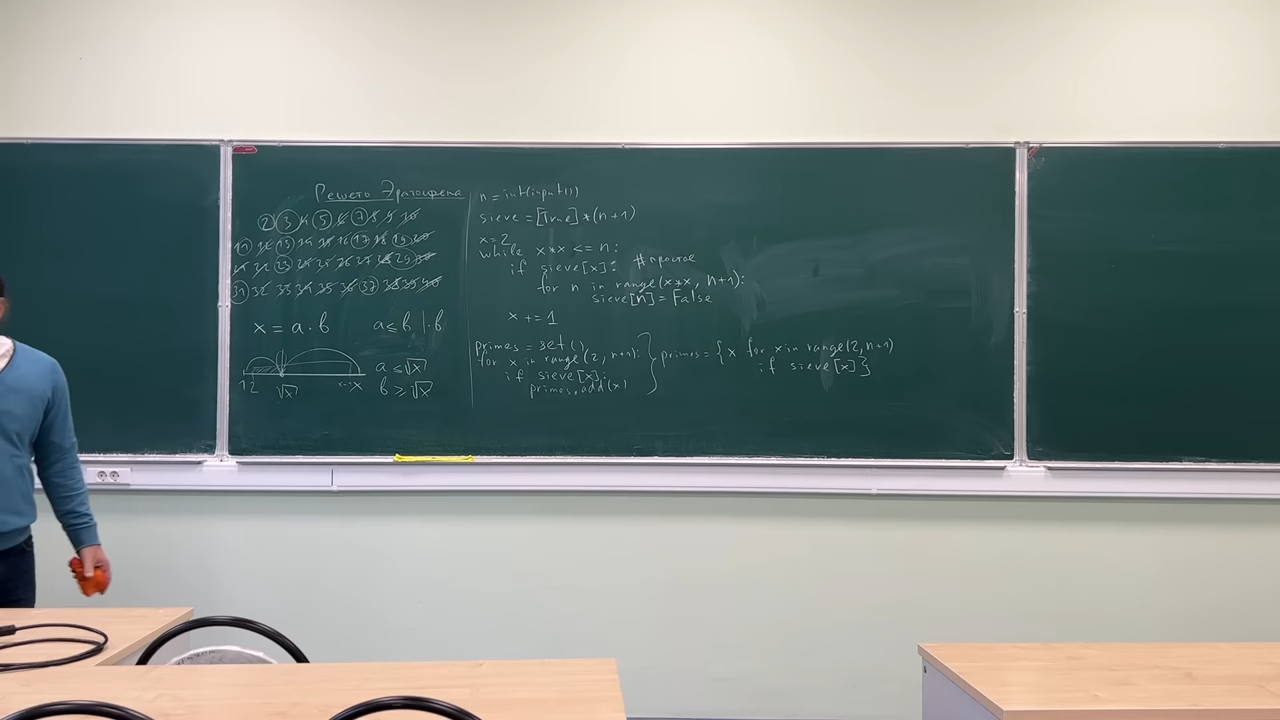 Решето Эратосфена
2 3 4 5 6 7 8 9 10
11 12 13 14 15 16 17 18 19 20
21 22 23 24 25 26 27 28 29 30
31 32 33 34 35 36 37 38 39 40
x = a · b   a ≤ b | · b
a ≤ √x
b ≥ √x
1 2 √x x
n = int(input())
sieve = [True] * (n + 1)
x = 2
while x*x <= n:
if sieve[x]: # простое
for n in range(x*x, n+1):
sieve[n] = False
x += 1
primes = set()
for x in range(2, n+1):
if sieve[x]:
primes.add(x)
primes = {x for x in range(2, n+1)
if sieve[x]}